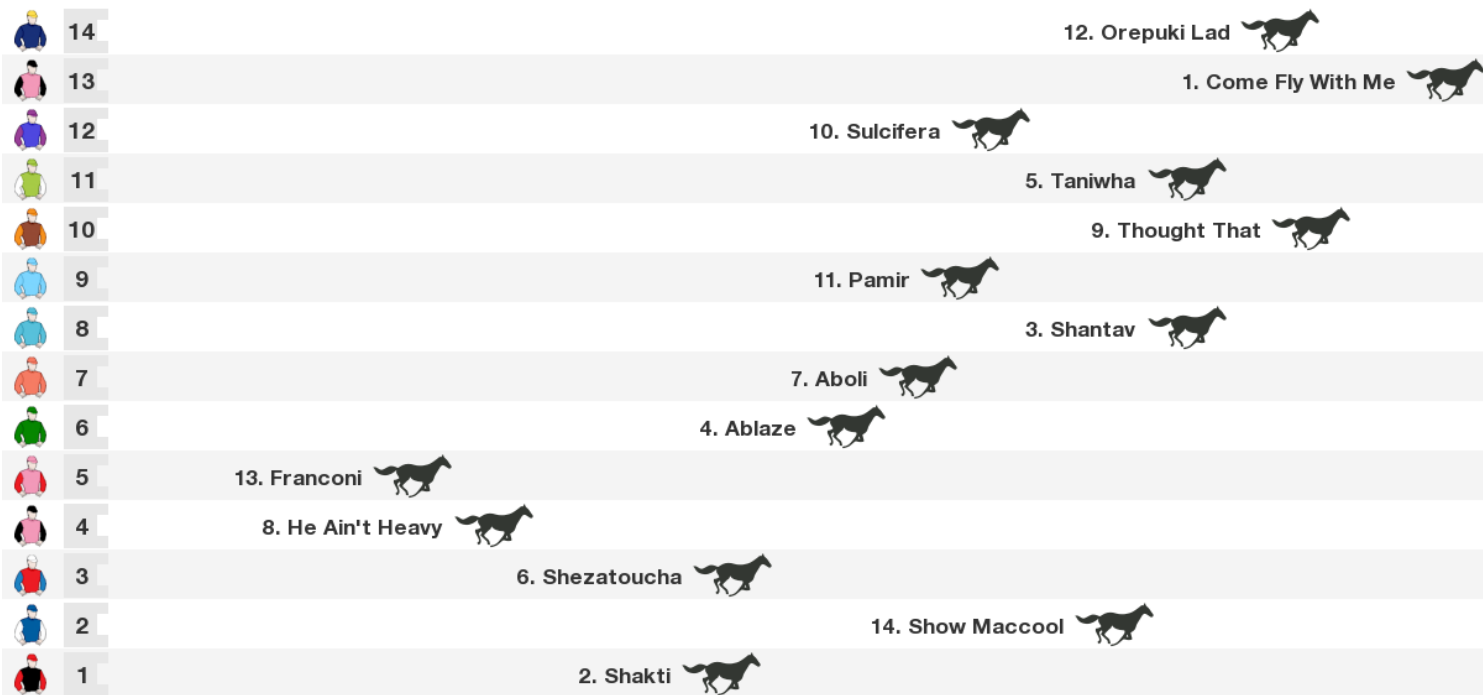 14 12. Orepuki Lad
13 1. Come Fly With Me
12 10. Sulcifera
11 5. Taniwha
10 9. Thought That
9 11. Pamir
8 3. Shantav
7 7. Aboli
6 4. Ablaze
5 13. Franconi
4 8. He Ain't Heavy
3 6. Shezatoucha
2 14. Show Maccool
1 2. Shakti